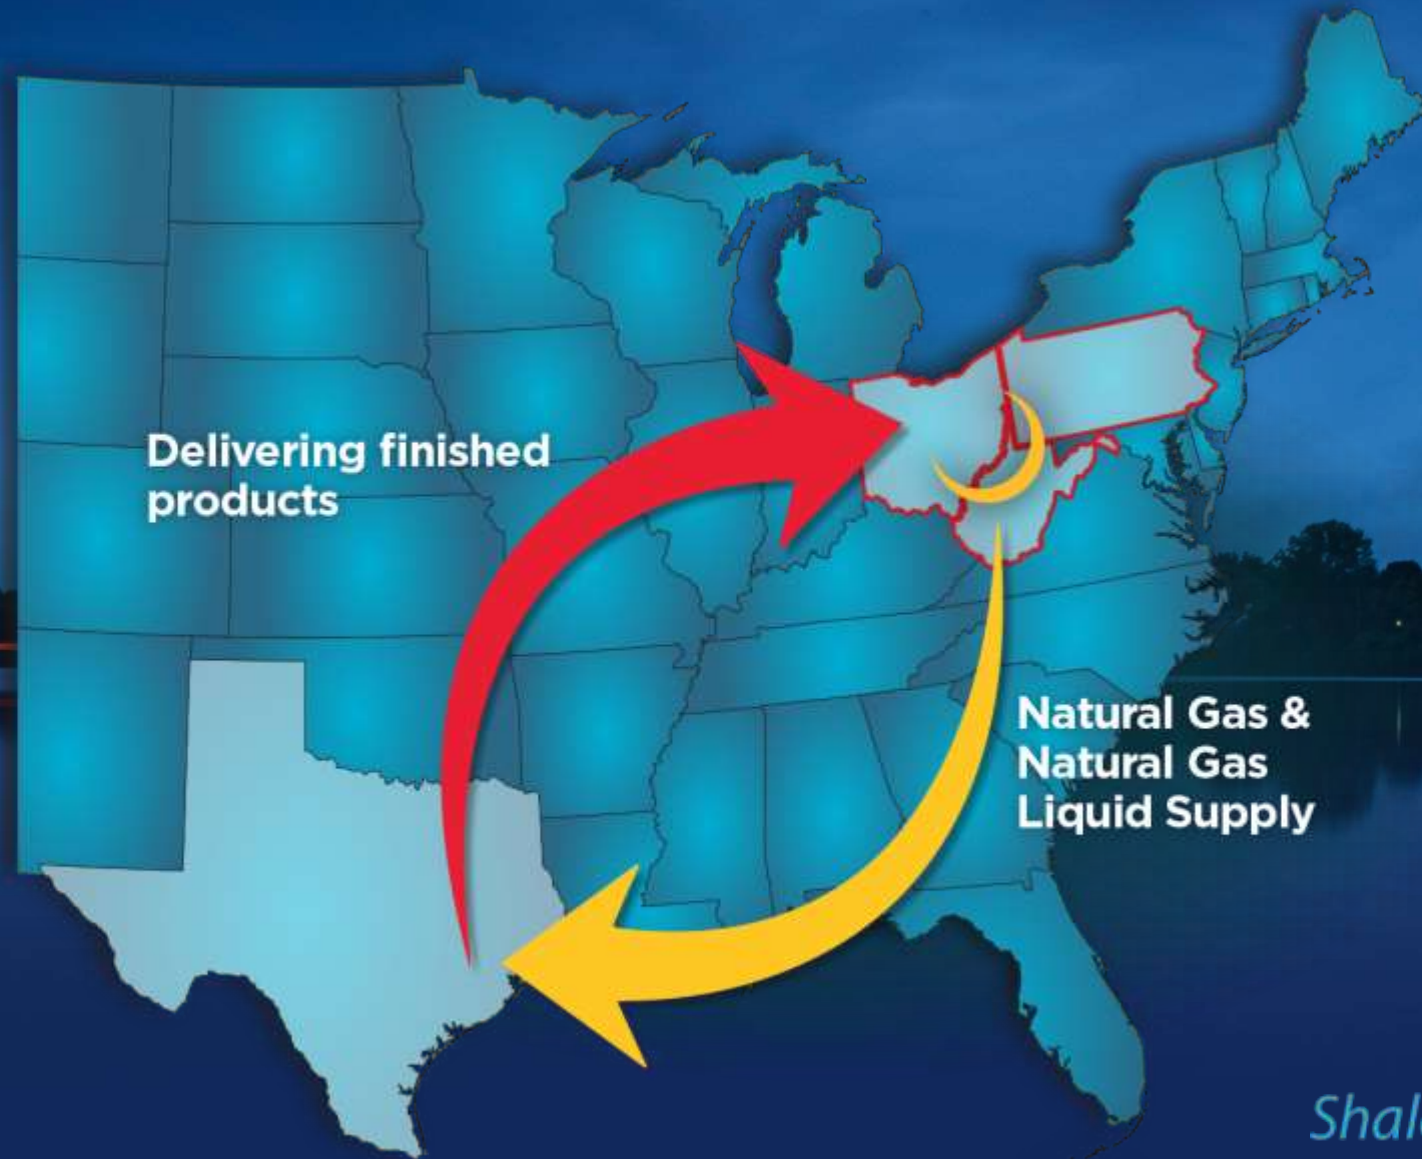 Delivering finished
products
Natural Gas &
Natural Gas
Liquid Supply